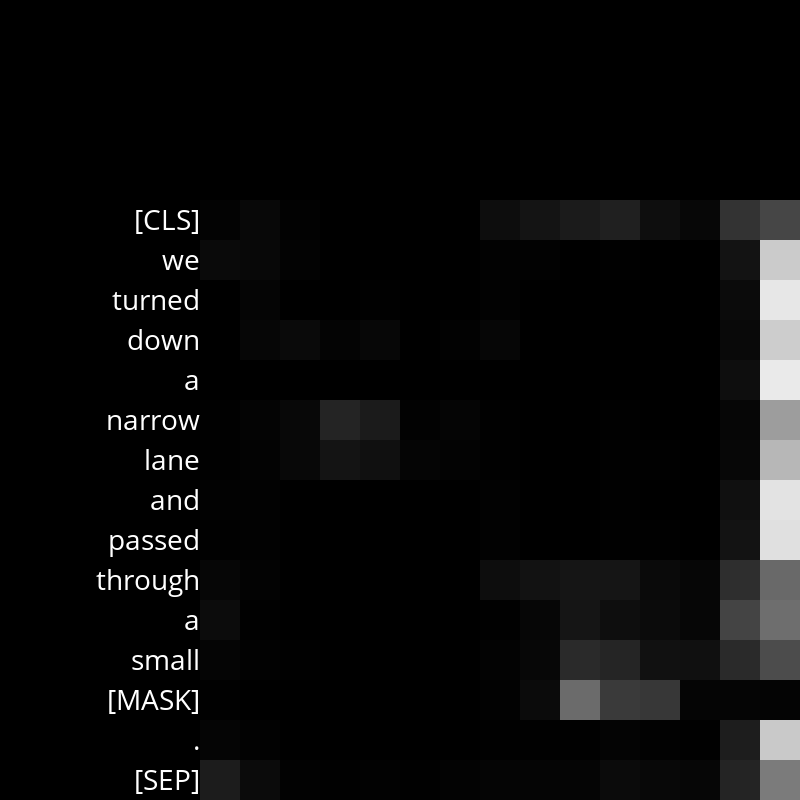 [CLS]
we
turned
down
a
narrow
lane
and
passed
through
a
small
[MASK]
.
[SEP]